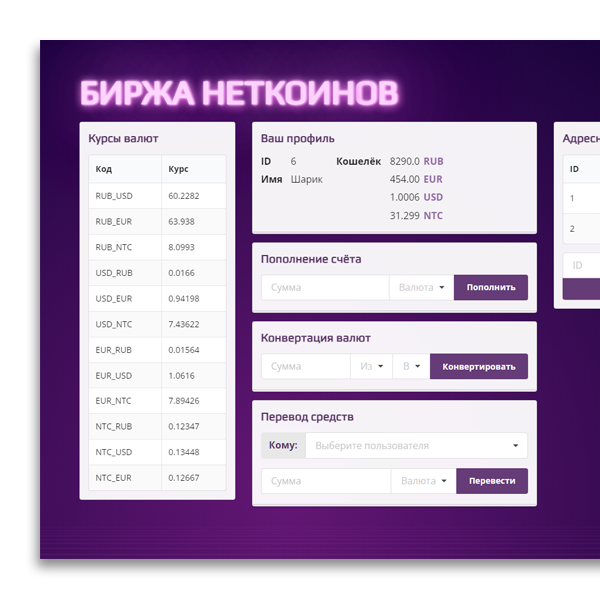 БИРЖА НЕТКОИНОВ
Курсы валют
Код Курс
RUB_USD 60.2282
RUB_EUR 63.938
RUB_NTC 8.0993
USD_RUB 0.0166
USD_EUR 0.94198
USD_NTC 7.43622
EUR_RUB 0.01564
EUR_USD 1.0616
EUR_NTC 7.89426
NTC_RUB 0.12347
NTC_USD 0.13448
NTC_EUR 0.12667
Ваш профиль
ID 6 Кошелёк 8290.0 RUB
Имя Шарик 454.00 EUR
1.0006 USD
31.299 NTC
Пополнение счёта
Сумма Валюта Пополнить
Конвертация валют
Сумма Из В Конвертировать
Перевод средств
Кому: Выберите пользователя
Сумма Валюта Перевести
Адресн
ID
1
2
ID